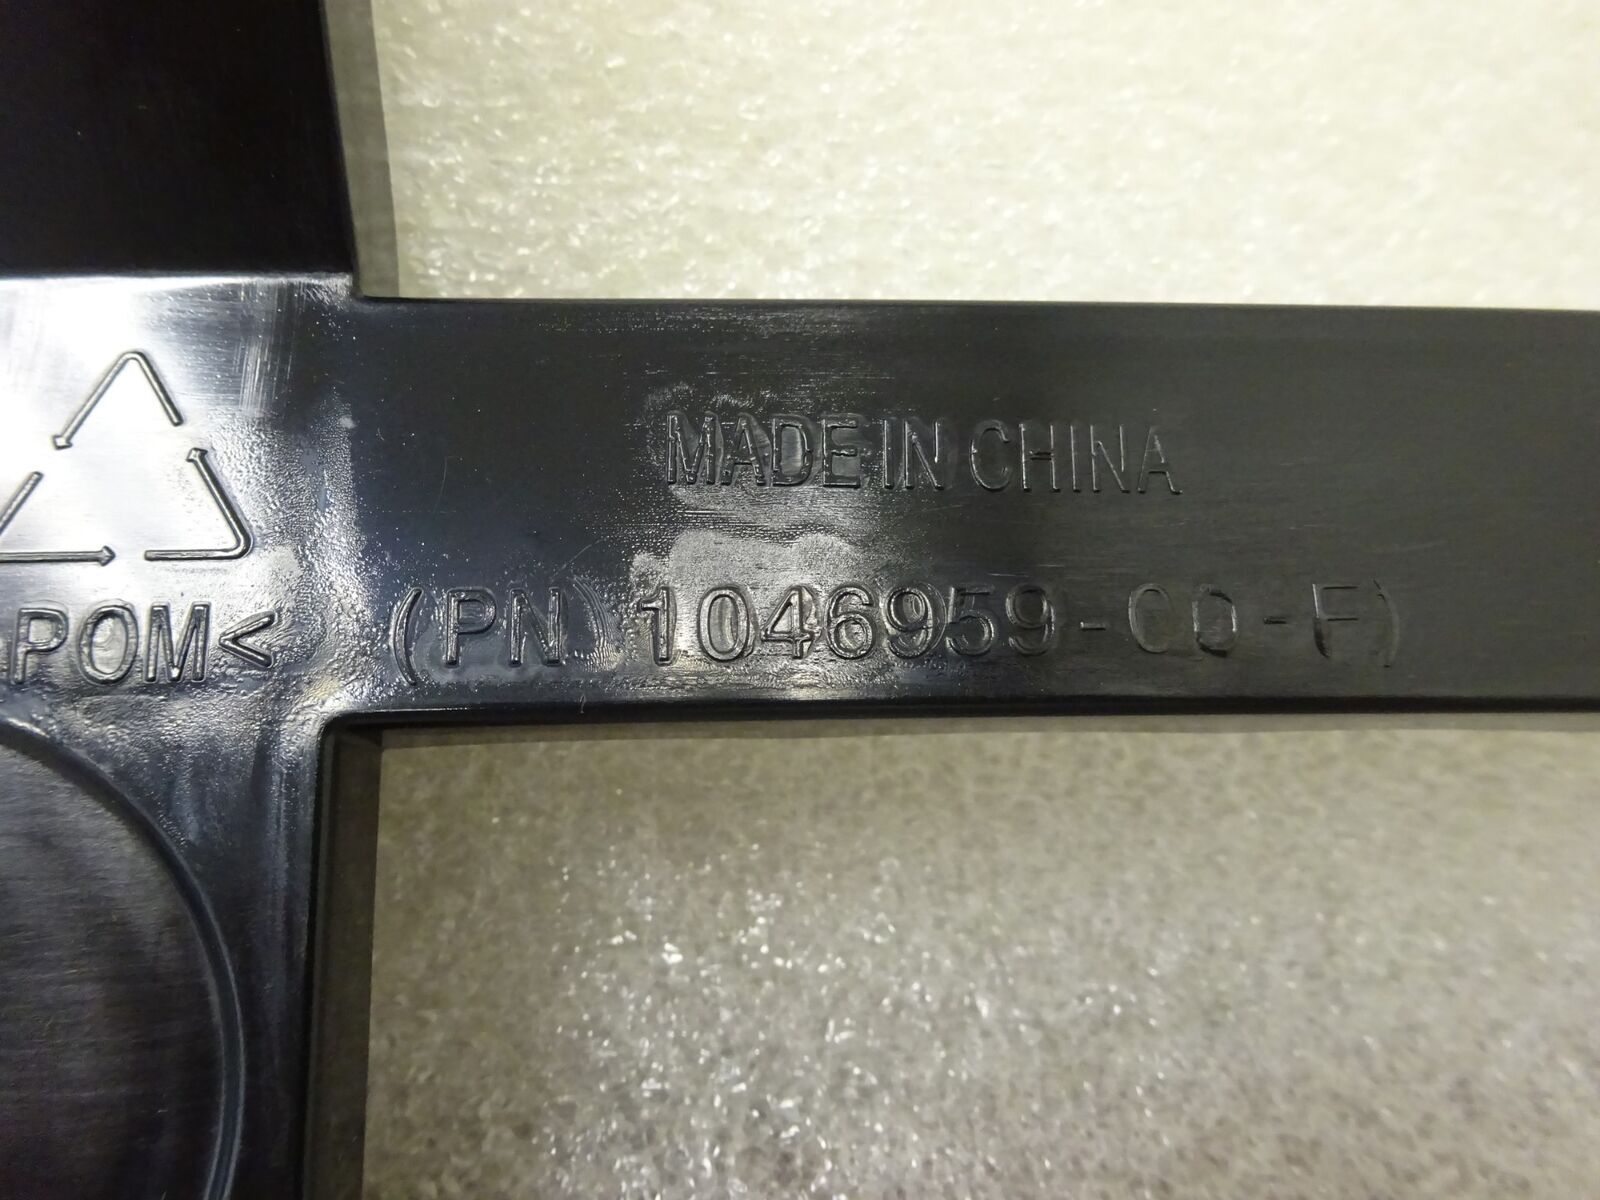 MADE IN CHINA
POM< (PN) 1046959-00-F)